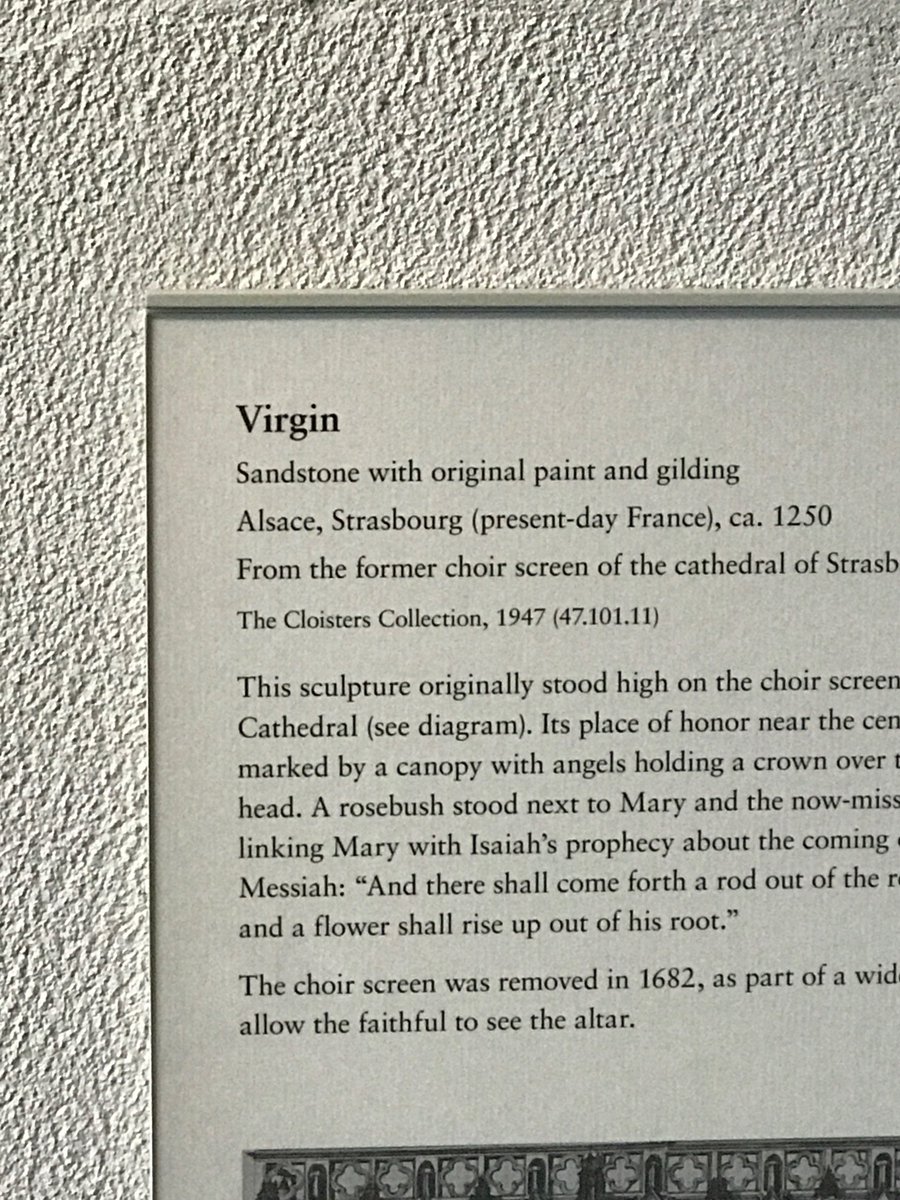 Virgin
Sandstone with original paint and gilding
Alsace, Strasbourg (present-day France), ca. 1250
From the former choir screen of the cathedral of
The Cloisters Collection, 1947 (47.101.11)
This sculpture originally stood high on the choir screen
Cathedral (see diagram). Its place of honor near the
marked by a canopy with angels holding a crown over
head. A rosebush stood next to Mary and the
linking Mary with Isaiah’s prophecy about the coming
Messiah: “And there shall come forth a rod out of the
and a flower shall rise up out of his root.”
The choir screen was removed in 1682, as part of a
allow the faithful to see the altar.